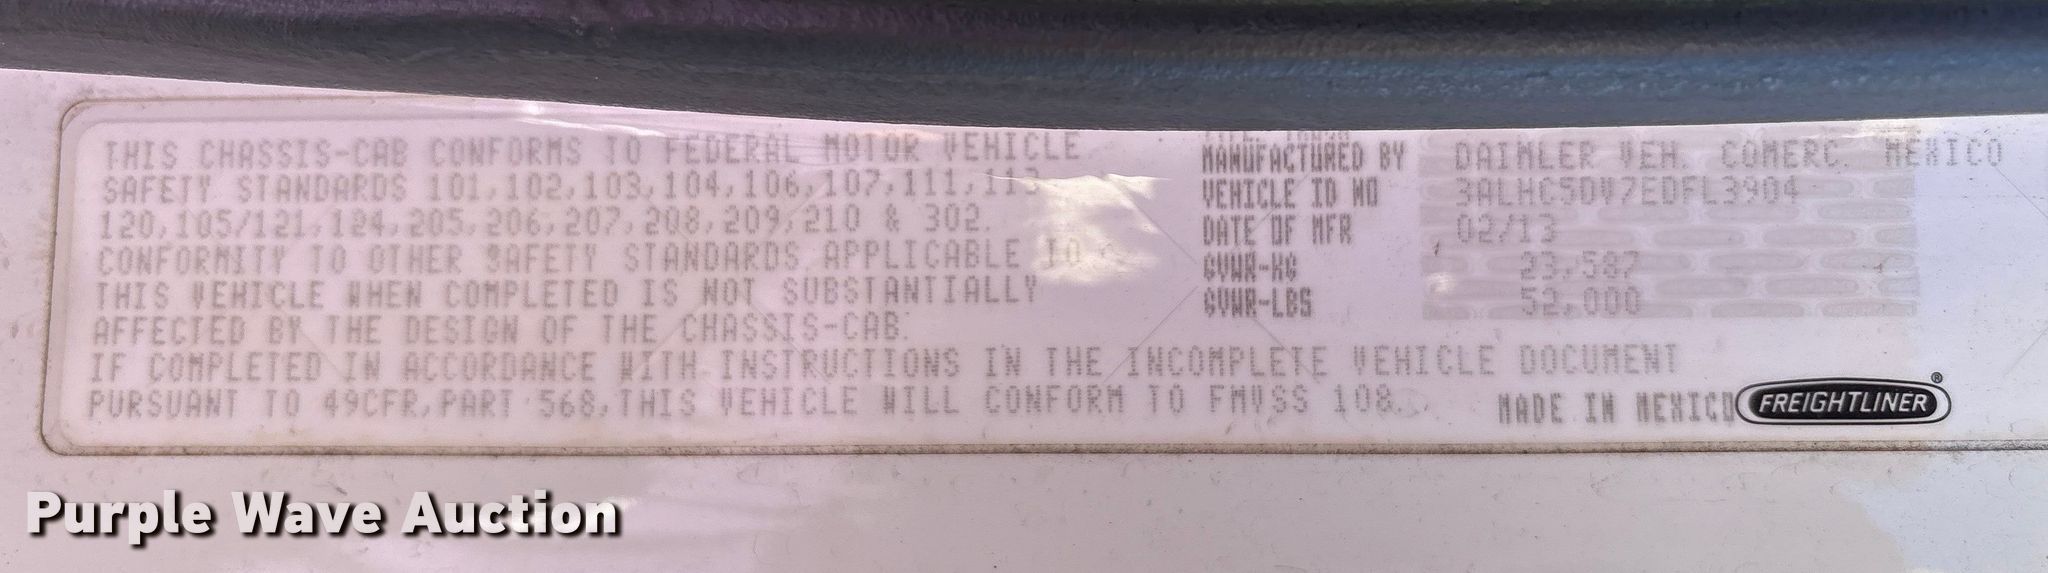 THIS CHASSIS-CAB CONFORMS TO FEDERAL MOTOR VEHICLE
SAFETY STANDARDS 101,102,103,104,106,107,111,113
120,105/121,124,205,206,207,208,209,210 & 302.
CONFORMITY TO OTHER SAFETY STANDARDS APPLICABLE TO
THIS VEHICLE WHEN COMPLETED IS NOT SUBSTANTIALLY
AFFECTED BY THE DESIGN OF THE CHASSIS-CAB.
IF COMPLETED IN ACCORDANCE WITH INSTRUCTIONS IN THE INCOMPLETE VEHICLE DOCUMENT
PURSUANT TO 49CFR,PART 568,THIS VEHICLE WILL CONFORM TO FMVSS 108.
MANUFACTURED BY DAIMLER VEH. COMERC. MEXICO
VEHICLE ID NO 3ALHC5DV7EDFL3904
DATE OF MFR 02/13
GVWR-KG 23,587
GVWR-LBS 52,000
MADE IN MEXICO
FREIGHTLINER®
Purple Wave Auction